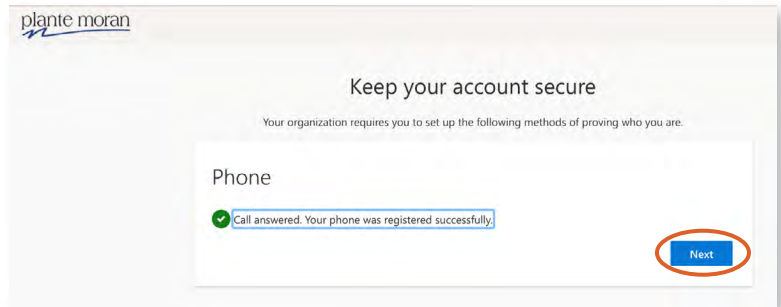 plante moran
Keep your account secure
Your organization requires you to set up the following methods of proving who you are.
Phone
Call answered. Your phone was registered successfully.
Next